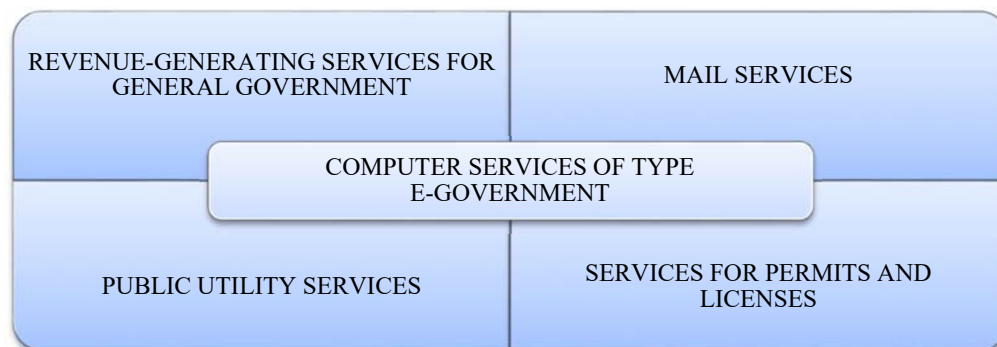 REVENUE-GENERATING SERVICES FOR
GENERAL GOVERNMENT
MAIL SERVICES
COMPUTER SERVICES OF TYPE
E-GOVERNMENT
PUBLIC UTILITY SERVICES
SERVICES FOR PERMITS AND
LICENSES